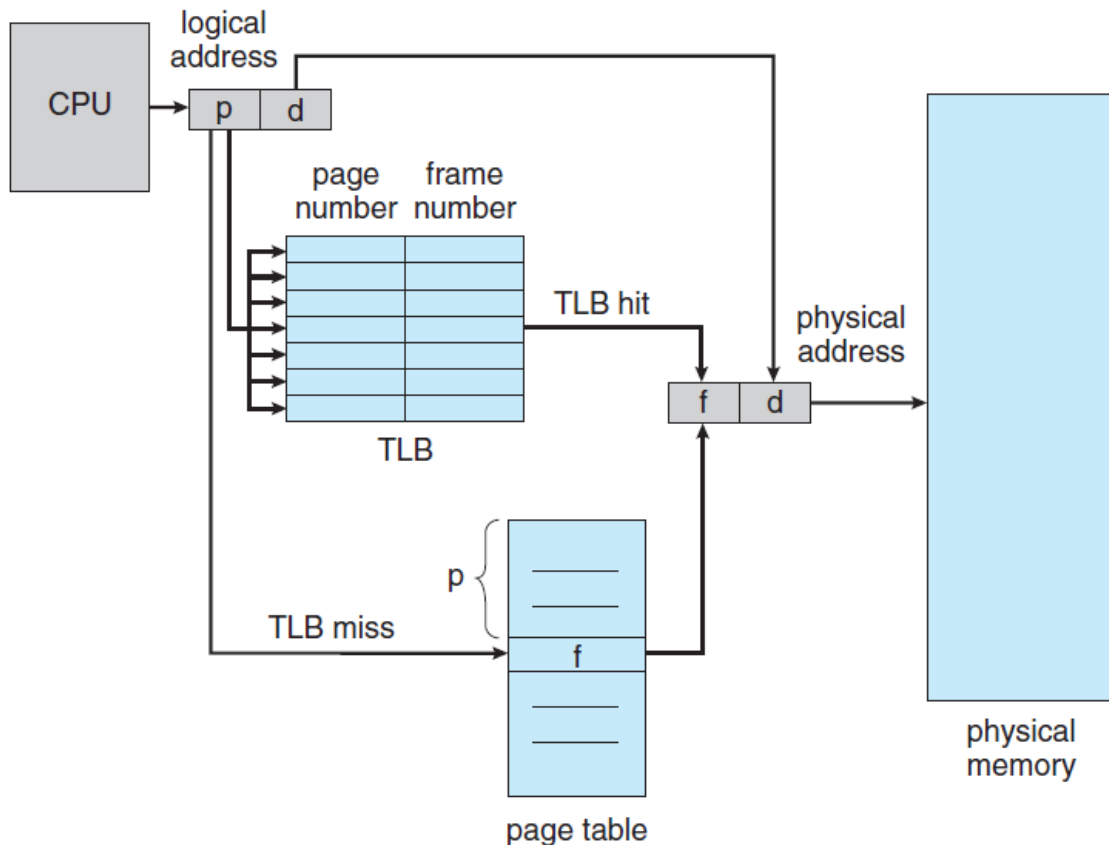 logical
address
CPU
p
d
page
number
frame
number
TLB hit
physical
address
f
d
TLB
p
TLB miss
f
physical
memory
page table